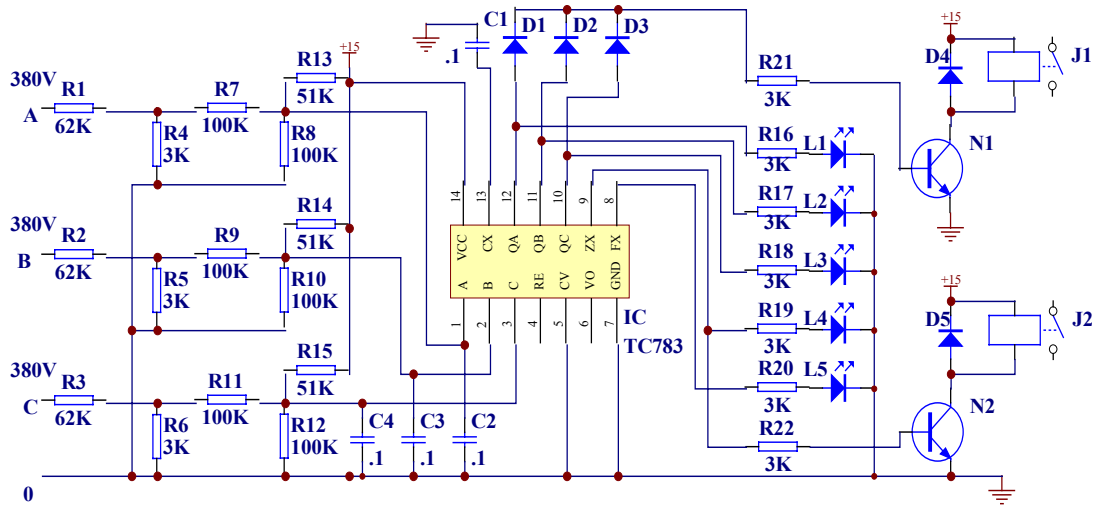 C1 D1 D2 D3
.1
+15
+15
380V
R1
A
62K
R7
100K
R13
51K
R4
3K
R8
100K
R21
3K
D4
J1
N1
R16
L1
3K
R17
L2
3K
R18
L3
3K
R19
L4
3K
R20
L5
3K
R22
3K
380V
R2
B
62K
R9
100K
R14
51K
R5
3K
R10
100K
14 13 12 11 10 9 8
VCC CX QA QB QC ZX FX
A B C RE CV VO GND
1 2 3 4 5 6 7
IC
TC783
+15
D5
J2
N2
380V
R3
C
62K
R11
100K
R15
51K
R6
3K
R12
100K
C4
.1
C3
.1
C2
.1
0